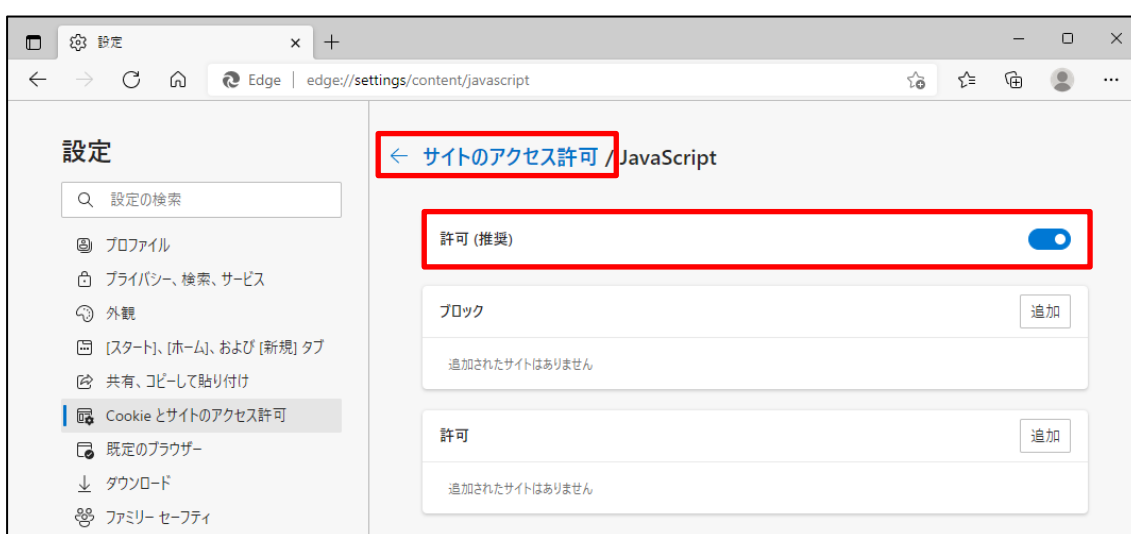 設定
Edge | edge://settings/content/javascript
設定
設定の検索
プロファイル
プライバシー、検索、サービス
外観
[スタート]、[ホーム]、および [新規] タブ
共有、コピーして貼り付け
Cookie とサイトのアクセス許可
既定のブラウザー
ダウンロード
ファミリー セーフティ
サイトのアクセス許可 / JavaScript
許可 (推奨)
ブロック
追加
追加されたサイトはありません
許可
追加
追加されたサイトはありません